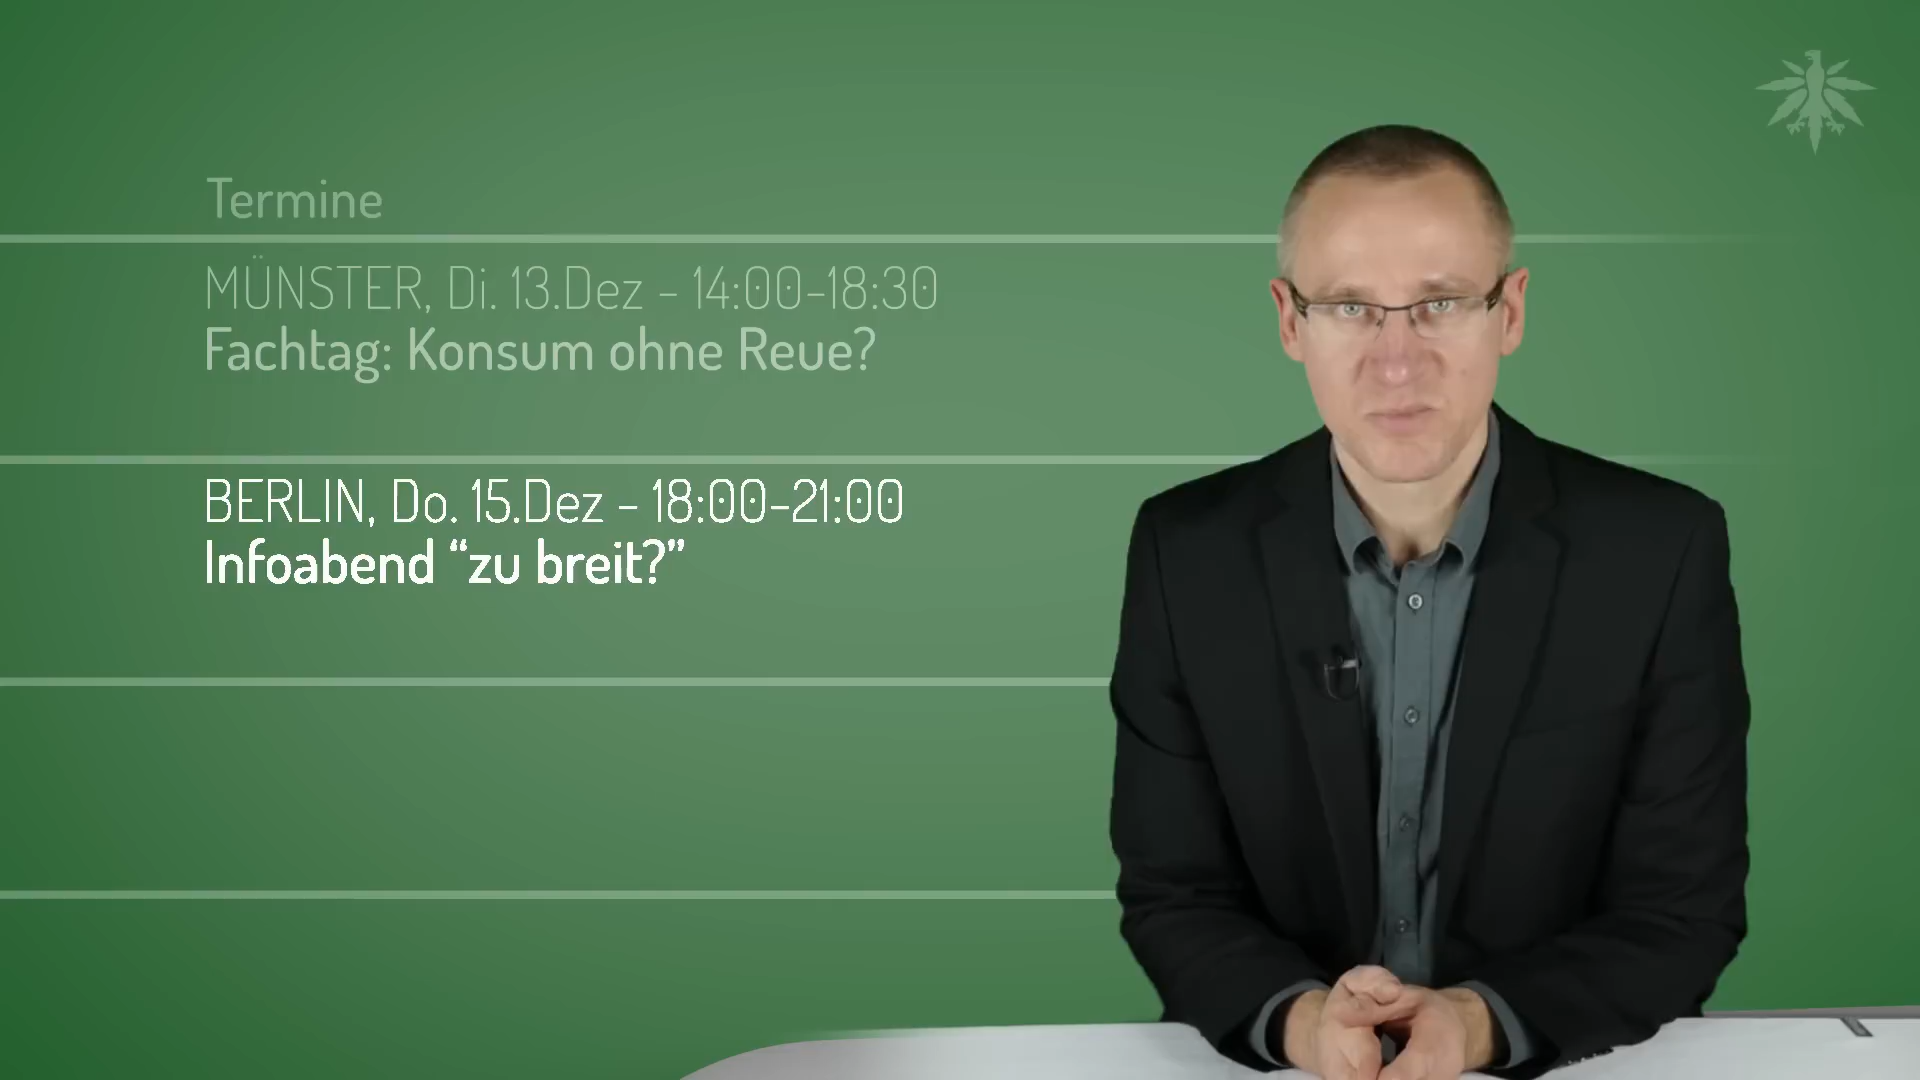 Termine
MÜNSTER, Di. 13.Dez - 14:00-18:30
Fachtag: Konsum ohne Reue?
BERLIN, Do. 15.Dez - 18:00-21:00
Infoabend “zu breit?”